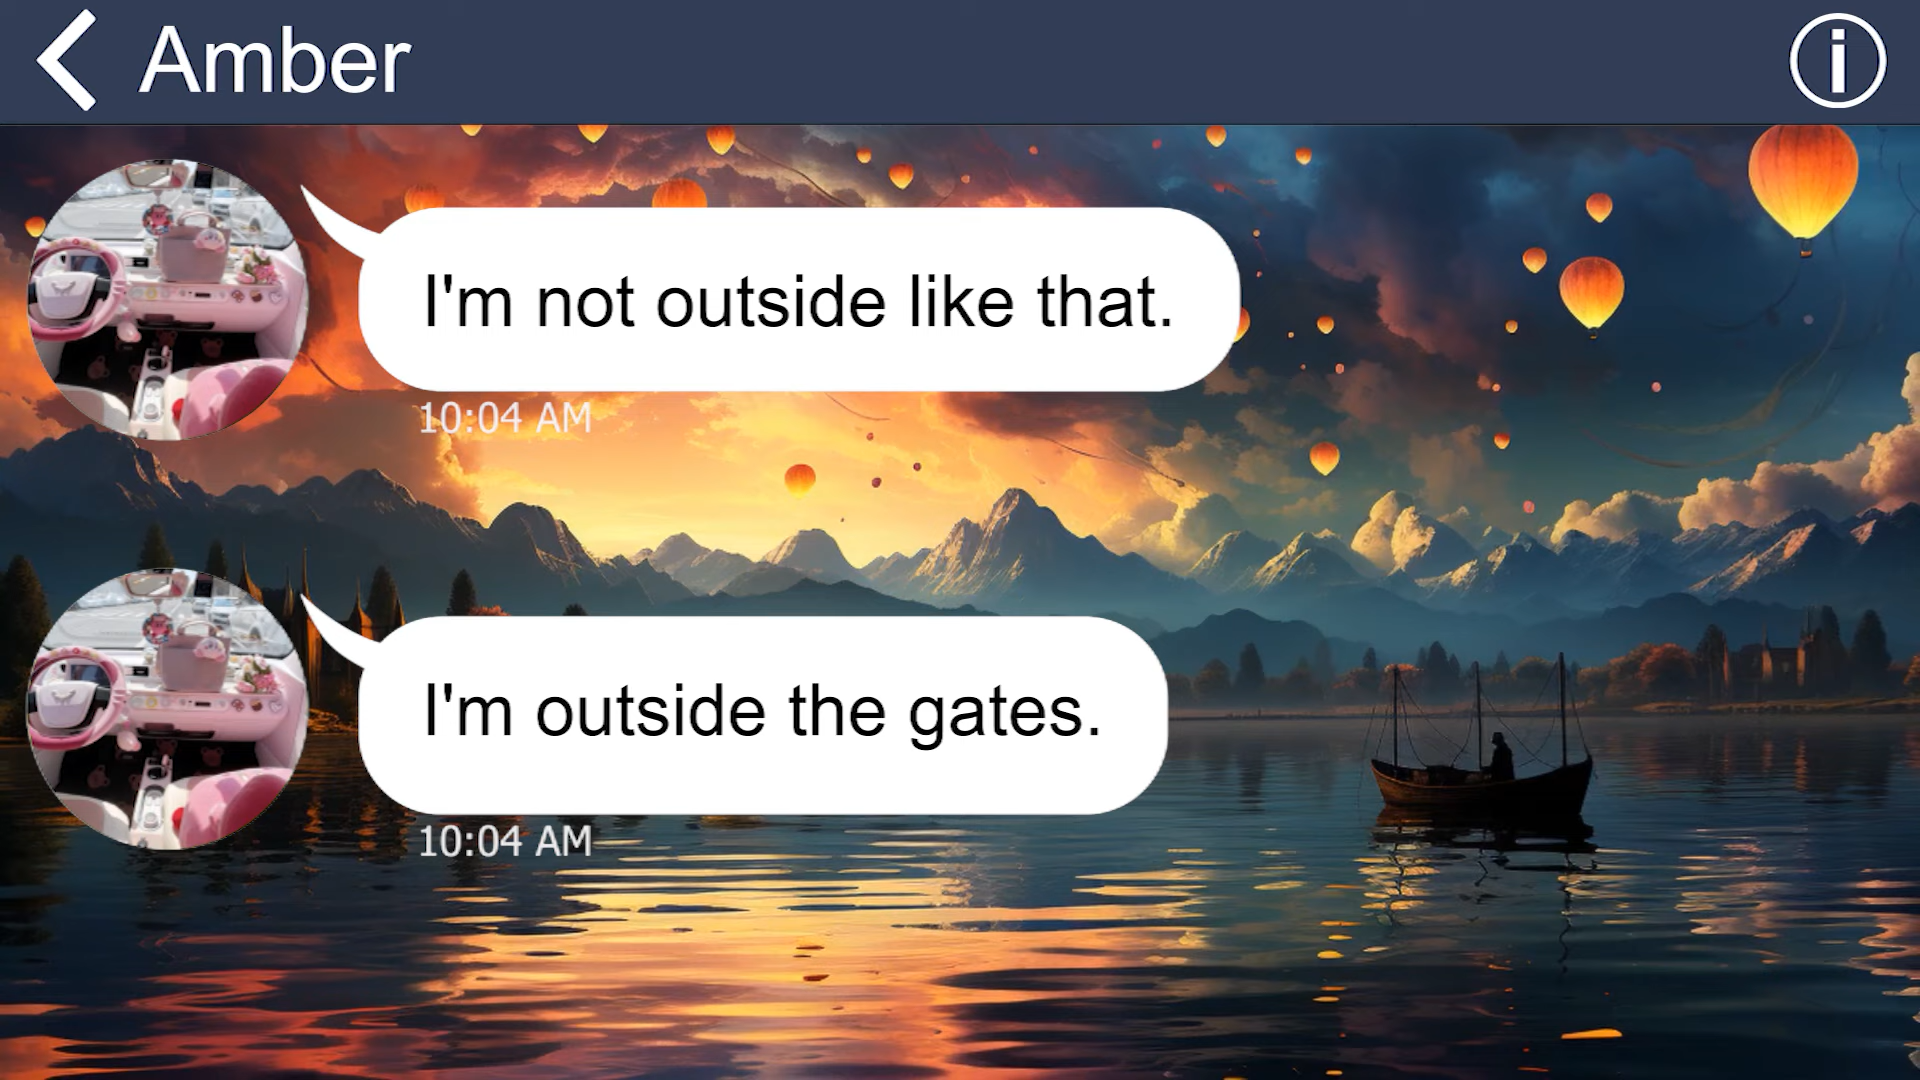 Amber
I'm not outside like that.
10:04 AM
I'm outside the gates.
10:04 AM